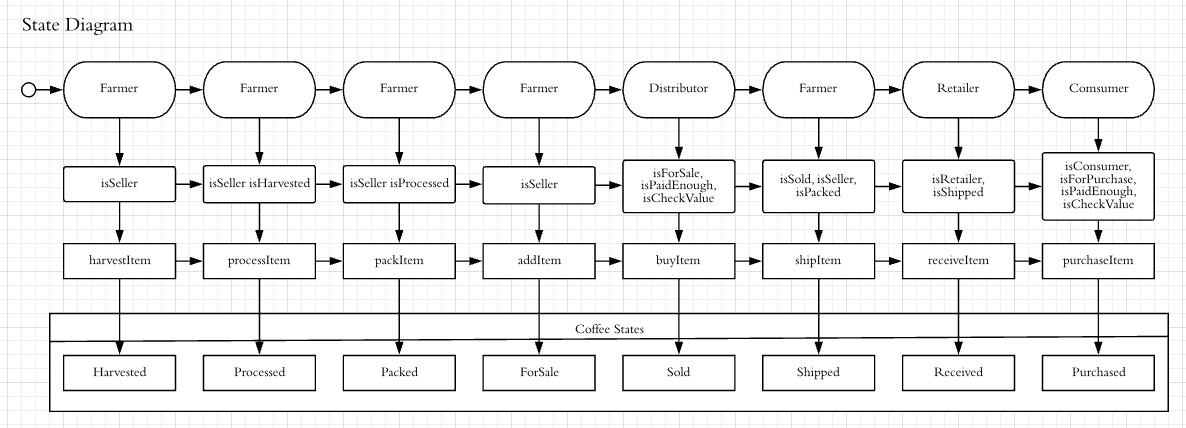 State Diagram
Farmer
Farmer
Farmer
Farmer
Distributor
Farmer
Retailer
Comsumer
isSeller
isSeller isHarvested
isSeller isProcessed
isSeller
isForSale,
isPaidEnough,
isCheckValue
isSold, isSeller,
isPacked
isRetailer,
isShipped
isConsumer,
isForPurchase,
isPaidEnough,
isCheckValue
harvestItem
processItem
packItem
addItem
buyItem
shipItem
receiveItem
purchaseItem
Coffee States
Harvested
Processed
Packed
ForSale
Sold
Shipped
Received
Purchased